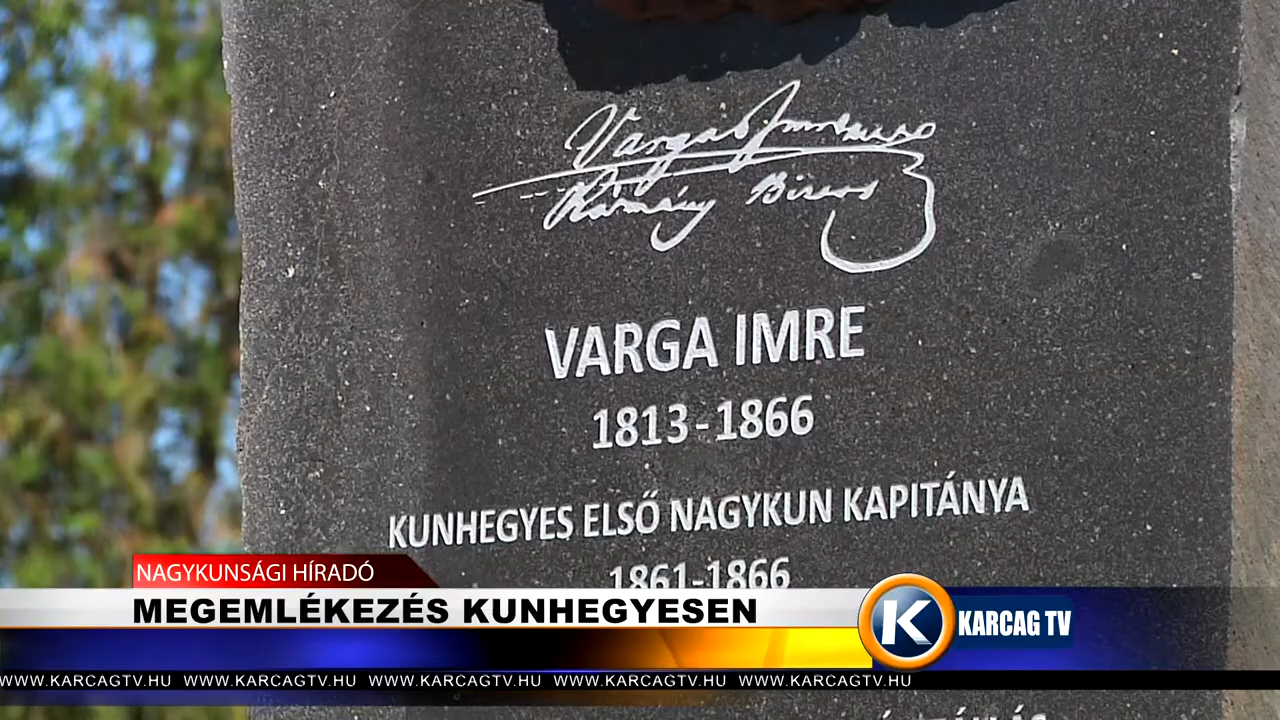 VARGA IMRE
1813-1866
KUNHEGYES ELSŐ NAGYKUN KAPITÁNYA
1861-1866
NAGYKUNSÁGI HÍRADÓ
MEGEMLÉKEZÉS KUNHEGYESEN
K KARCAG TV
WWW.KARCAGTV.HU WWW.KARCAGTV.HU WWW.KARCAGTV.HU WWW.KARCAGTV.HU WWW.KARCAGTV.HU